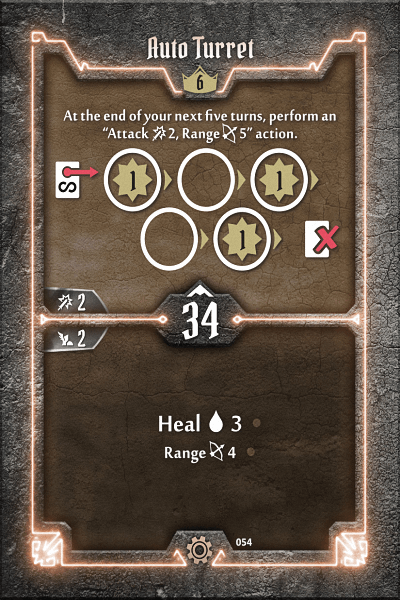 Auto Turret
6
At the end of your next five turns, perform an
“Attack 2, Range 5” action.
S 1 1
1
2
34
2
Heal 3
Range 4
054